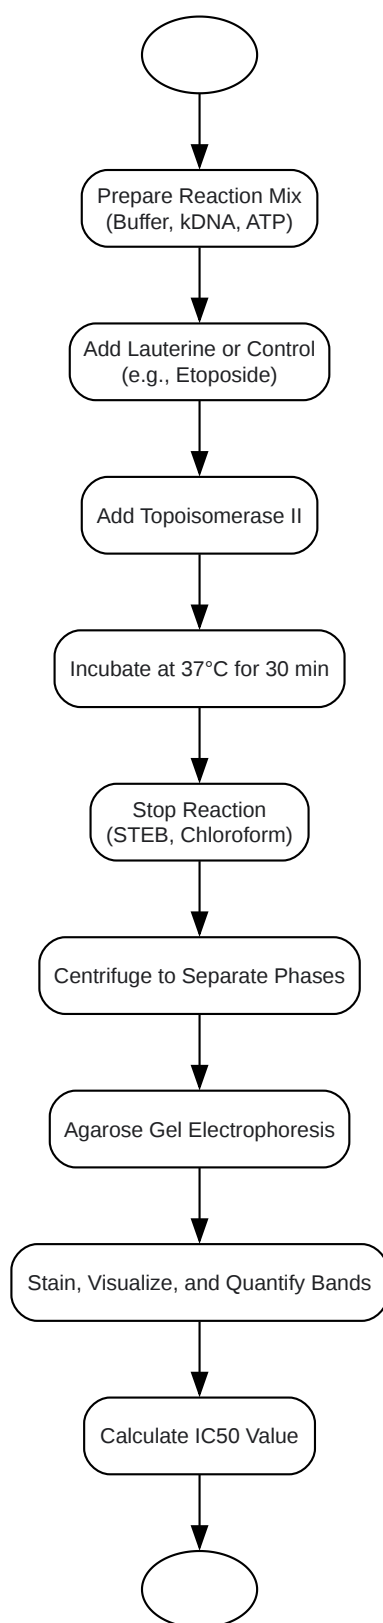 Prepare Reaction Mix
(Buffer, kDNA, ATP)
Add Lauterine or Control
(e.g., Etoposide)
Add Topoisomerase II
Incubate at 37°C for 30 min
Stop Reaction
(STEB, Chloroform)
Centrifuge to Separate Phases
Agarose Gel Electrophoresis
Stain, Visualize, and Quantify Bands
Calculate IC50 Value